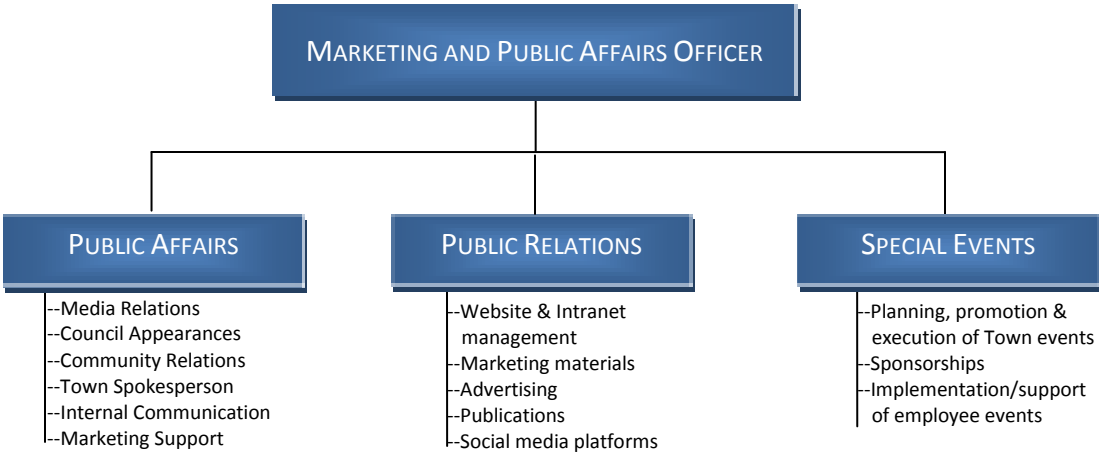 MARKETING AND PUBLIC AFFAIRS OFFICER
PUBLIC AFFAIRS
--Media Relations
--Council Appearances
--Community Relations
--Town Spokesperson
--Internal Communication
--Marketing Support
PUBLIC RELATIONS
--Website & Intranet
management
--Marketing materials
--Advertising
--Publications
--Social media platforms
SPECIAL EVENTS
--Planning, promotion &
execution of Town events
--Sponsorships
--Implementation/support
of employee events